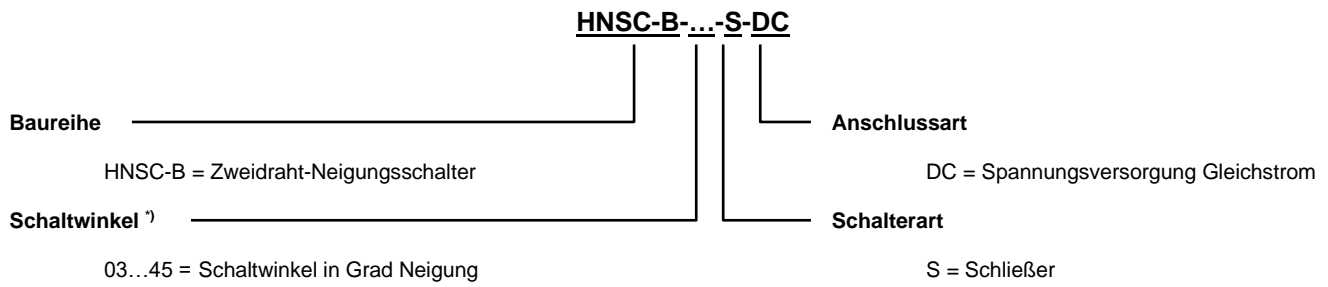 HNSC-B-…-S-DC
Baureihe
HNSC-B = Zweidraht-Neigungsschalter
Schaltwinkel *)
03…45 = Schaltwinkel in Grad Neigung
Anschlussart
DC = Spannungsversorgung Gleichstrom
Schalterart
S = Schließer